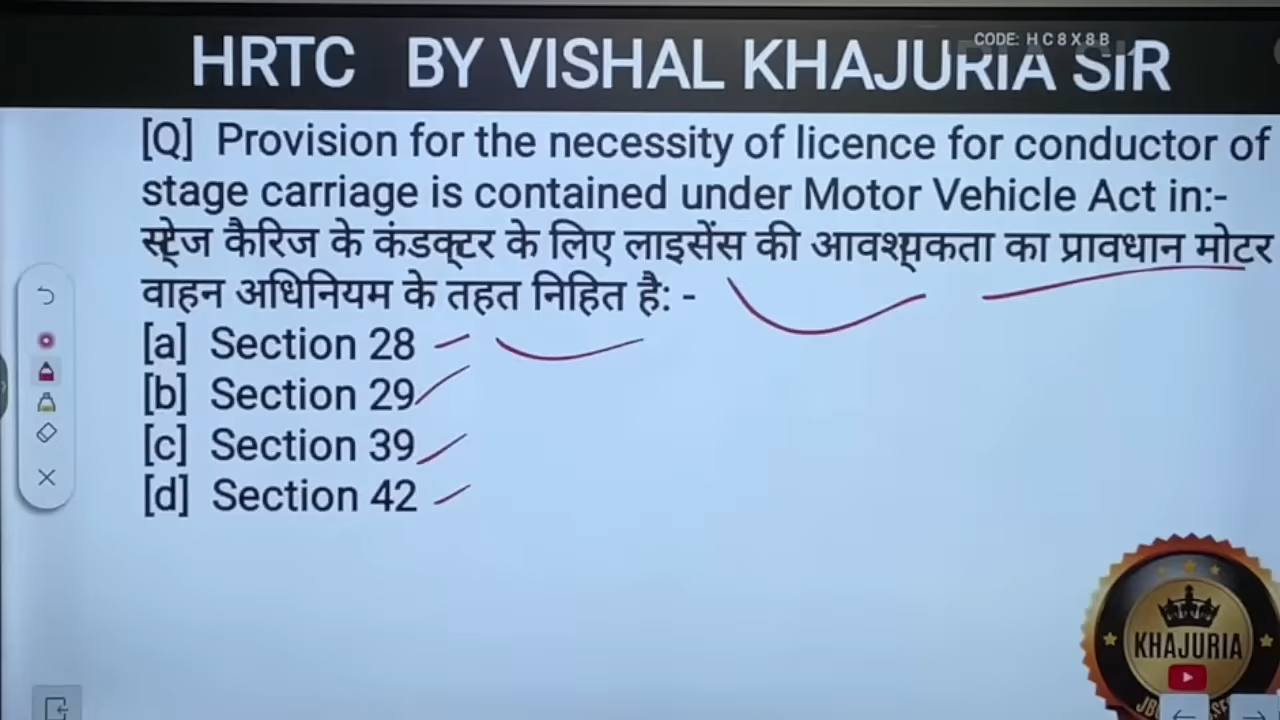 CODE: HC8X8B
HRTC BY VISHAL KHAJURIA SIR
[Q] Provision for the necessity of licence for conductor of
stage carriage is contained under Motor Vehicle Act in:-
स्टेज कैरिज के कंडक्टर के लिए लाइसेंस की आवश्यकता का प्रावधान मोटर
वाहन अधिनियम के तहत निहित है: -
[a] Section 28
[b] Section 29
[c] Section 39
[d] Section 42
KHAJURIA